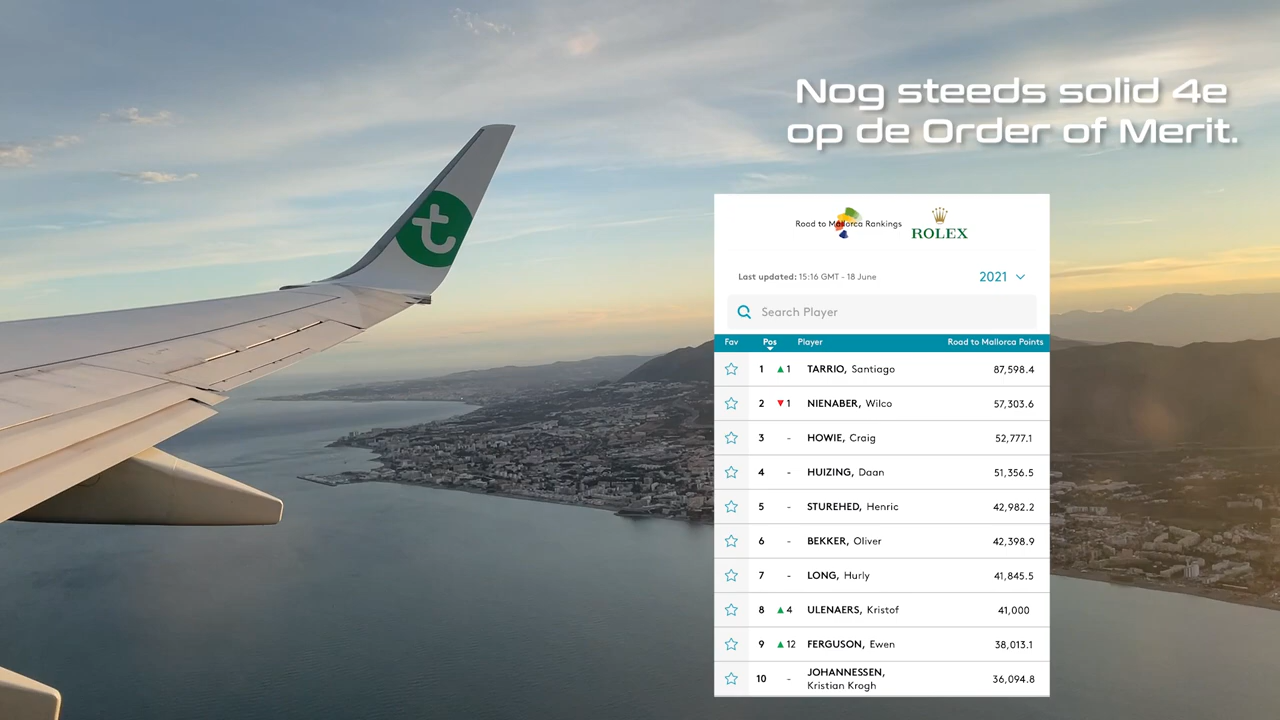 Nog steeds solid 4e
op de Order of Merit.
t
Road to Mallorca Rankings
ROLEX
Last updated: 15:16 GMT - 18 June
2021
Search Player
Fav Pos Player Road to Mallorca Points
1 ▲1 TARRIO, Santiago 87,598.4
2 ▼1 NIENABER, Wilco 57,303.6
3 - HOWIE, Craig 52,777.1
4 - HUIZING, Daan 51,356.5
5 - STUREHED, Henric 42,982.2
6 - BEKKER, Oliver 42,398.9
7 - LONG, Hurly 41,845.5
8 ▲4 ULENAERS, Kristof 41,000
9 ▲12 FERGUSON, Ewen 38,013.1
10 - JOHANNESSEN,
Kristian Krogh 36,094.8